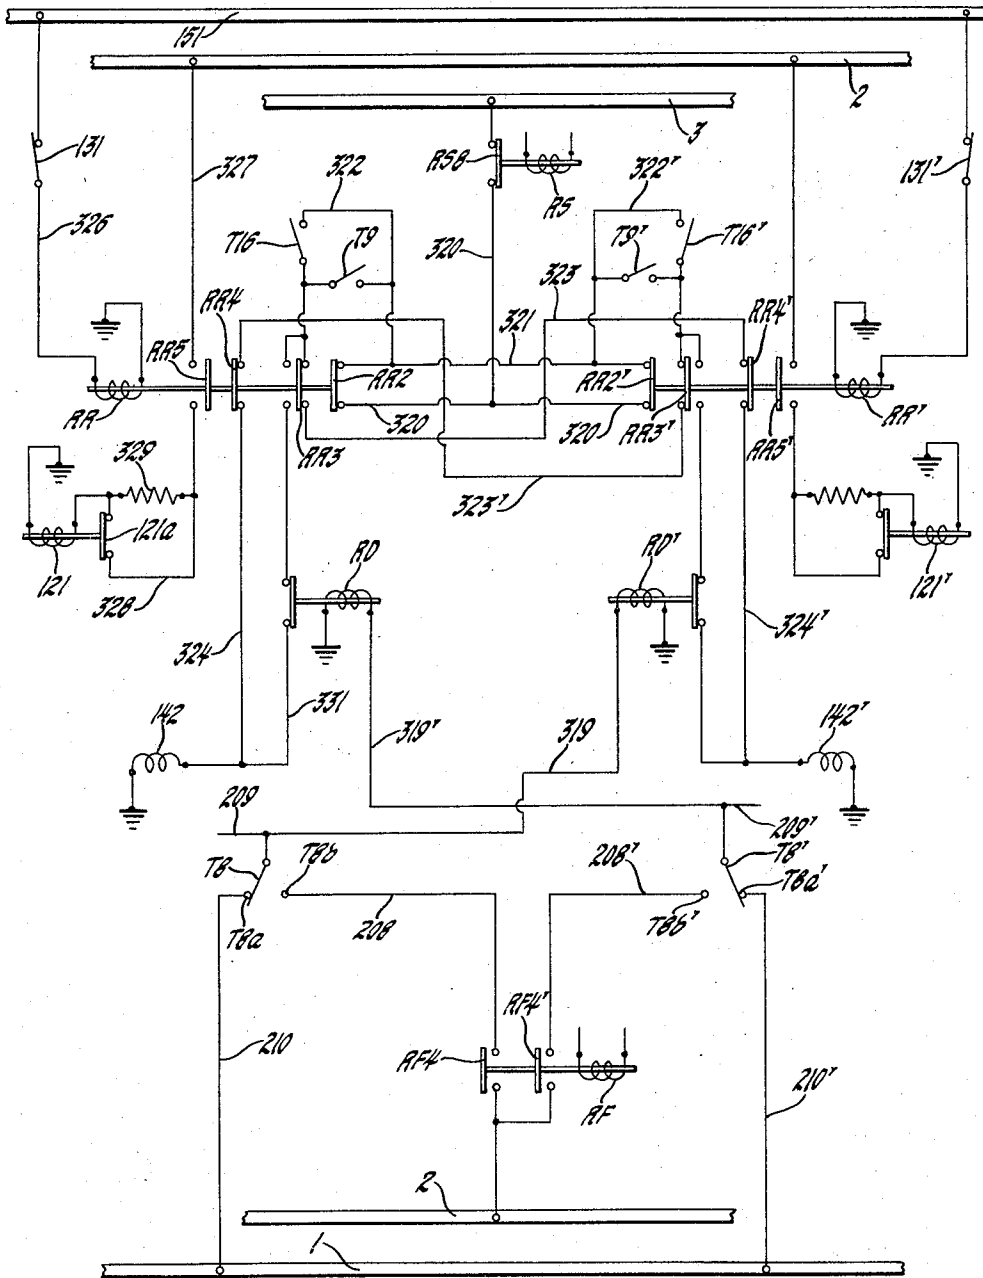 151
2
3
131
327
RS8
RS
131'
326
322
322'
T16
T9
320
T9'
T16'
323
RR4
321
RR4'
RR5
RR2
RR2'
RR
320
320
RR3
RR3'
RR5'
RR'
329
323'
121a
121
328
RD
RD'
121'
324
324'
331
142
319'
319
142'
209
209'
T8
T8b
208'
T8'
T8a'
T8a
208
T8b'
210
RF4'
RF4
RF
210'
2
1